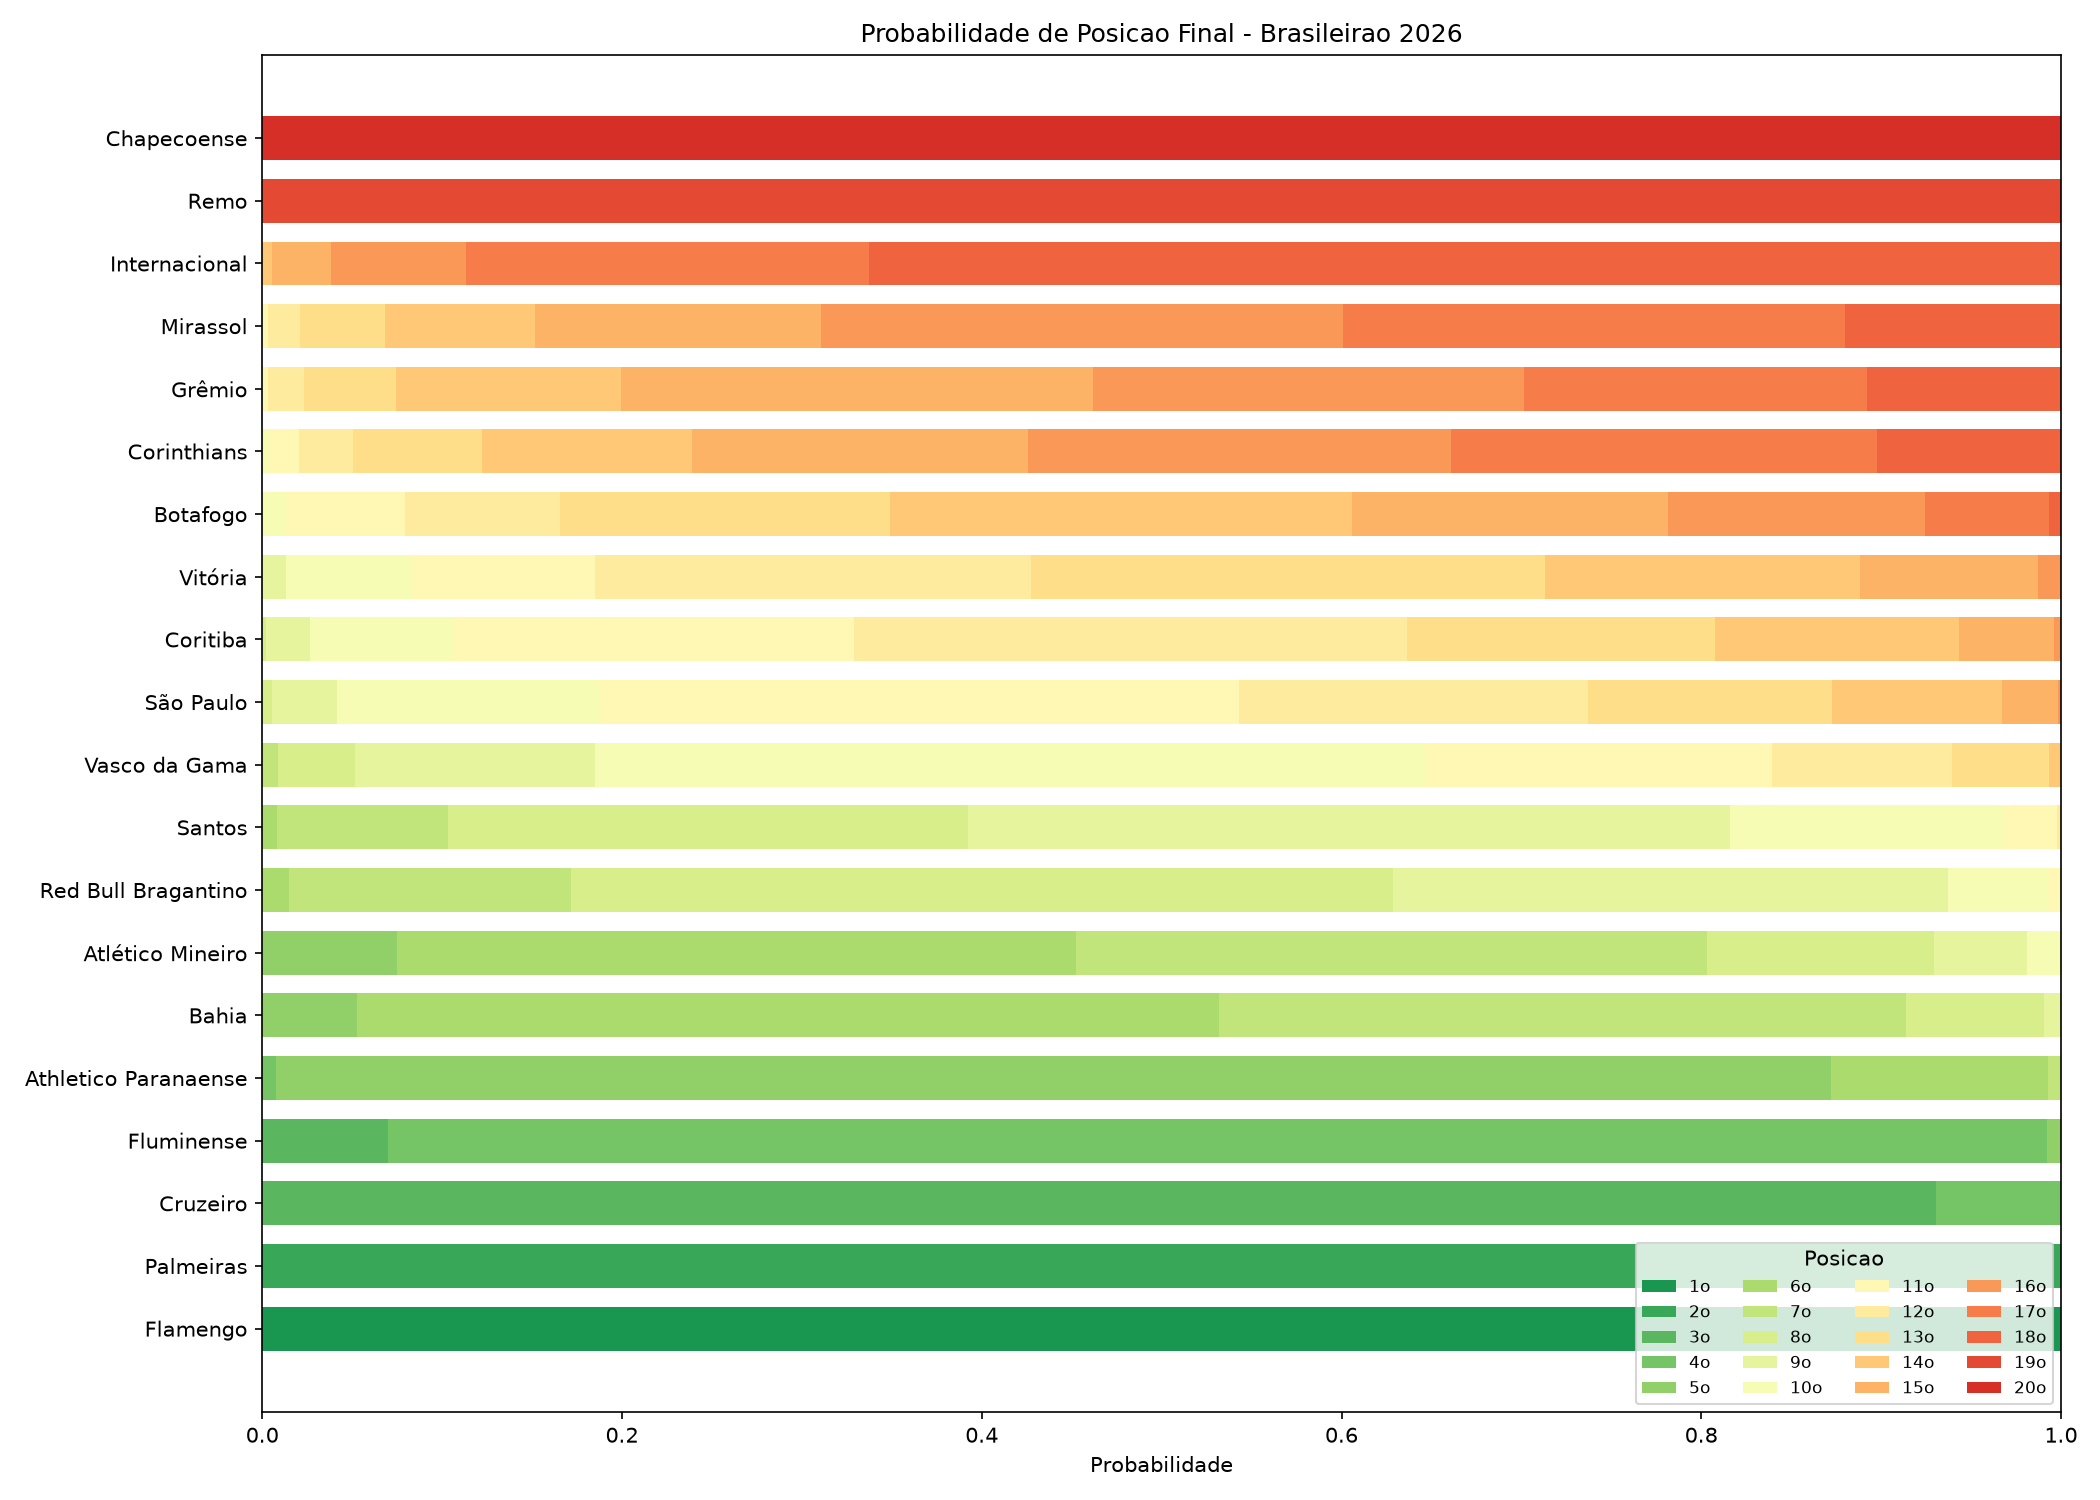 Probabilidade de Posicao Final - Brasileirao 2026
Chapecoense
Remo
Internacional
Mirassol
Grêmio
Corinthians
Botafogo
Vitória
Coritiba
São Paulo
Vasco da Gama
Santos
Red Bull Bragantino
Atlético Mineiro
Bahia
Athletico Paranaense
Fluminense
Cruzeiro
Palmeiras
Flamengo
Posicao
1o 6o 11o 16o
2o 7o 12o 17o
3o 8o 13o 18o
4o 9o 14o 19o
5o 10o 15o 20o
0.0 0.2 0.4 0.6 0.8 1.0
Probabilidade